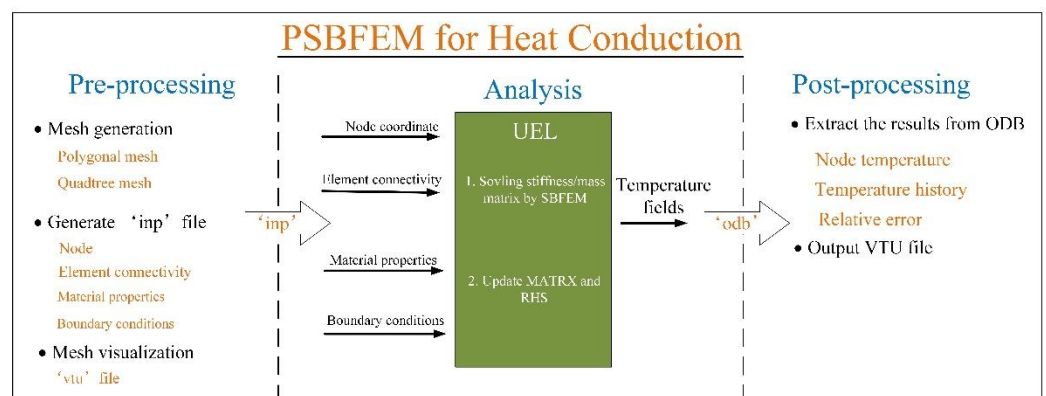 PSBFEM for Heat Conduction
Pre-processing
• Mesh generation
Polygonal mesh
Quadtree mesh
• Generate ‘inp’ file
Node
Element connectivity
Material properties
Boundary conditions
• Mesh visualization
‘vtu’ file
‘inp’
Analysis
Node coordinate
Element connectivity
Material properties
Boundary conditions
UEL
1. Sovling stiffness/mass
matrix by SBFEM
2. Update MATRX and
RHS
Temperature
fields
‘odb’
Post-processing
• Extract the results from ODB
Node temperature
Temperature history
Relative error
• Output VTU file